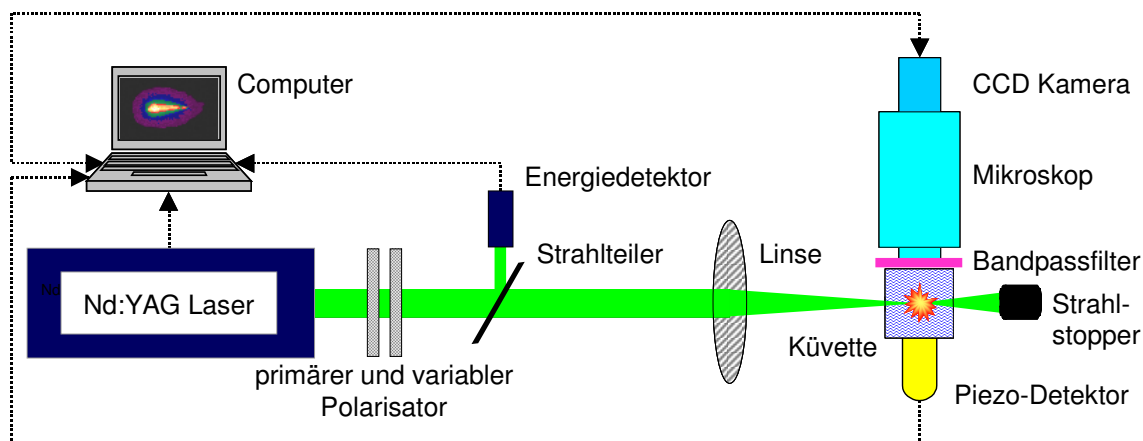 Computer
CCD Kamera
Energiedetektor
Mikroskop
Strahlteiler
Linse
Bandpassfilter
Nd:YAG Laser
Strahl-
stopper
Küvette
primärer und variabler
Polarisator
Piezo-Detektor